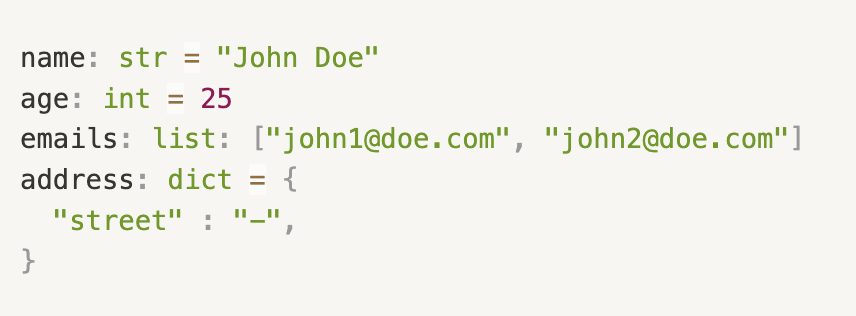 name: str = "John Doe"
age: int = 25
emails: list: ["john1@doe.com", "john2@doe.com"]
address: dict = {
  "street" : "-",
}